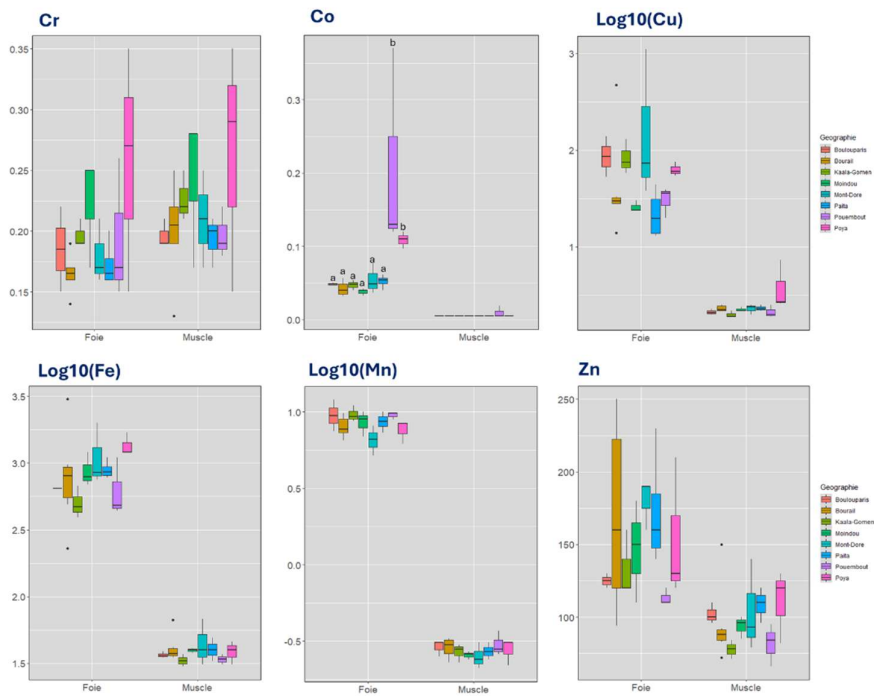 Cr
Co
Log10(Cu)
0.35
0.30
0.25
0.20
0.15
Foie
Muscle
0.3
0.2
0.1
0.0
a
a
a
a
a
a
b
b
Foie
Muscle
3
2
1
Foie
Muscle
Geographie
Boulouparis
Bourail
Kaala-Gomen
Moindou
Mont-Dore
Païta
Pouembout
Poya
Log10(Fe)
Log10(Mn)
Zn
3.5
3.0
2.5
2.0
1.5
Foie
Muscle
1.0
0.5
0.0
-0.5
Foie
Muscle
250
200
150
100
Foie
Muscle
Geographie
Boulouparis
Bourail
Kaala-Gomen
Moindou
Mont-Dore
Païta
Pouembout
Poya